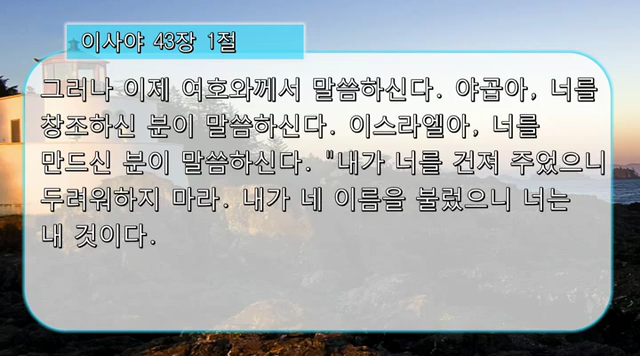 이사야 43장 1절
그러나 이제 여호와께서 말씀하신다. 야곱아, 너를
창조하신 분이 말씀하신다. 이스라엘아, 너를
만드신 분이 말씀하신다. "내가 너를 건져 주었으니
두려워하지 마라. 내가 네 이름을 불렀으니 너는
내 것이다.